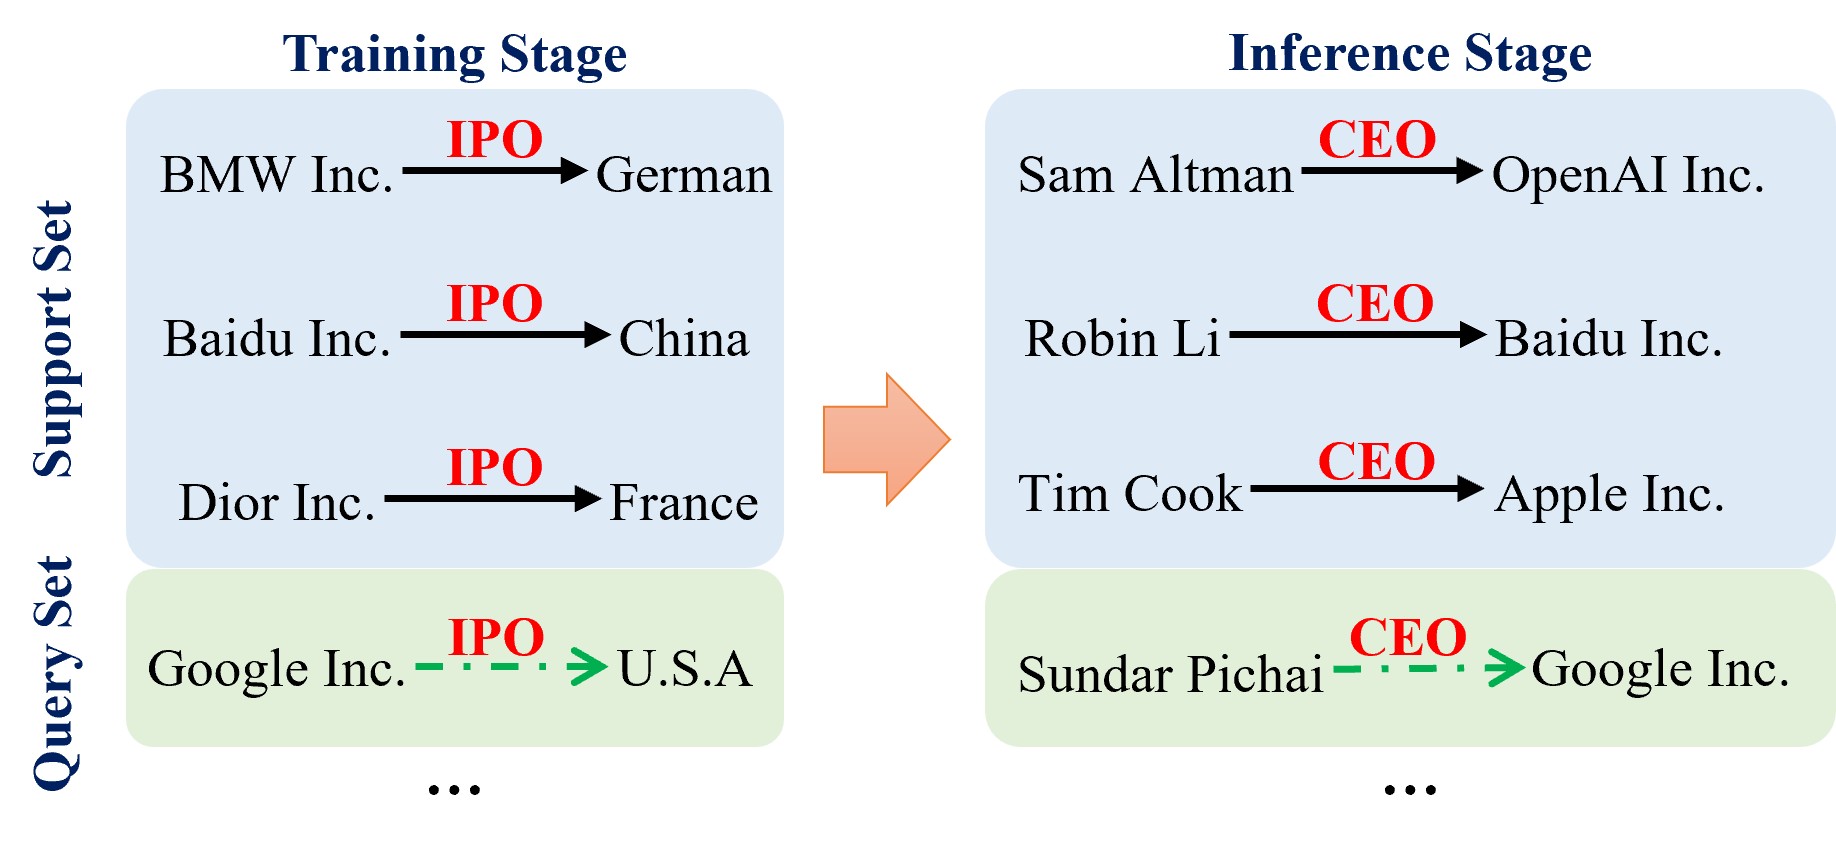 Training Stage
IPO
BMW Inc. German
IPO
Baidu Inc. China
IPO
Dior Inc. France
IPO
Google Inc. U.S.A
...
Inference Stage
CEO
Sam Altman OpenAI Inc.
CEO
Robin Li Baidu Inc.
CEO
Tim Cook Apple Inc.
CEO
Sundar Pichai Google Inc.
...
Support Set
Query Set